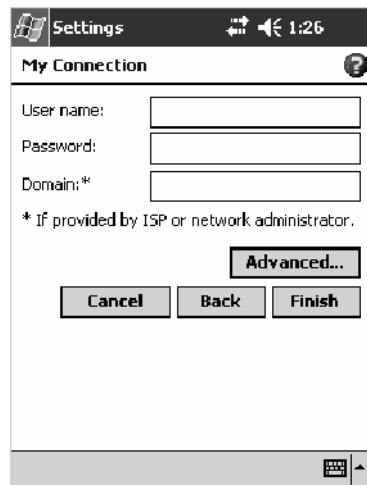 Settings 1:26
My Connection
User name:
Password:
Domain:*
* If provided by ISP or network administrator.
Advanced...
Cancel Back Finish